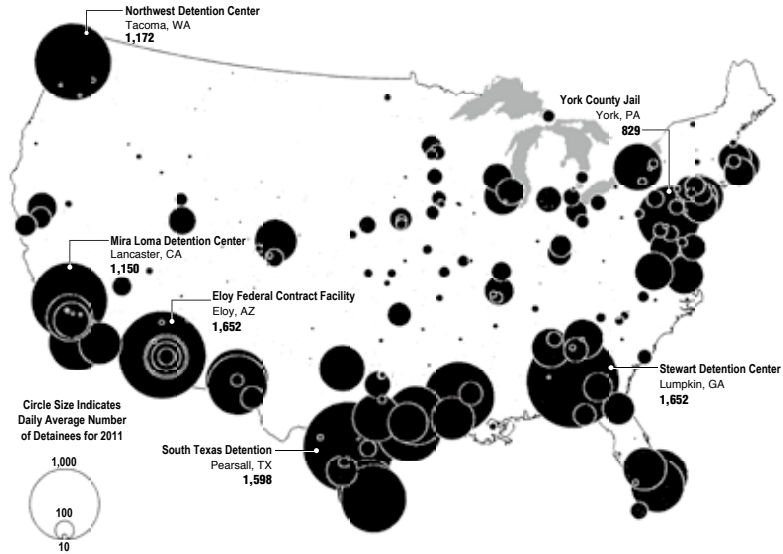 Northwest Detention Center
Tacoma, WA
1,172
York County Jail
York, PA
829
Mira Loma Detention Center
Lancaster, CA
1,150
Eloy Federal Contract Facility
Eloy, AZ
1,652
Stewart Detention Center
Lumpkin, GA
1,652
South Texas Detention
Pearsall, TX
1,598
Circle Size Indicates
Daily Average Number
of Detainees for 2011
1,000
100
10